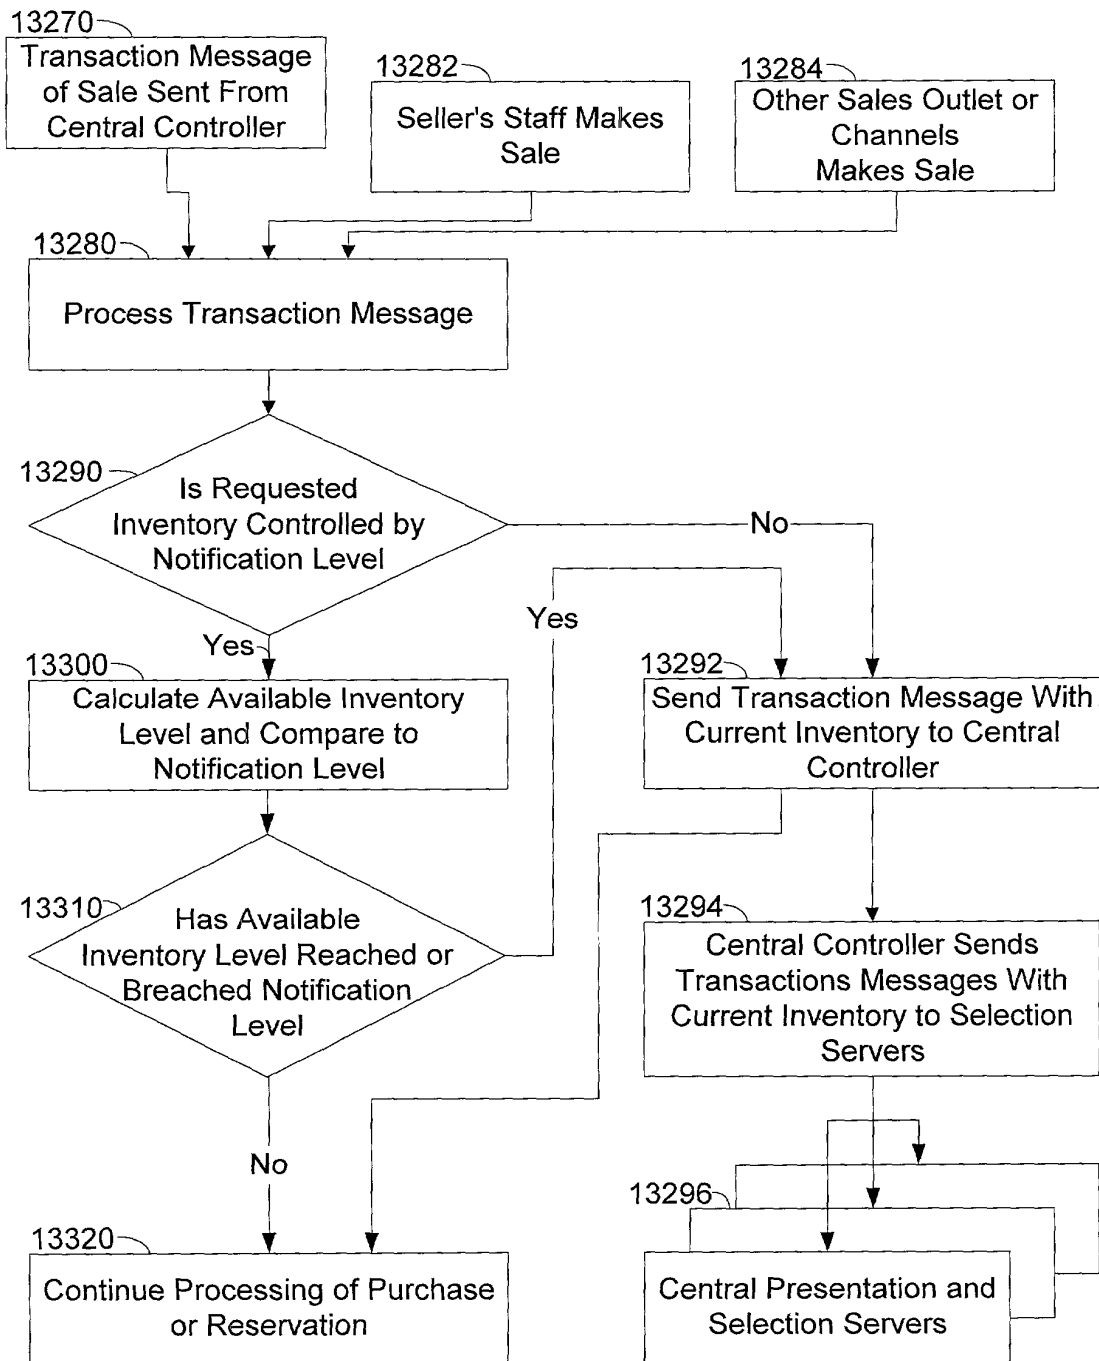 13270
Transaction Message
of Sale Sent From
Central Controller
13282
Seller's Staff Makes
Sale
13284
Other Sales Outlet or
Channels
Makes Sale
13280
Process Transaction Message
13290
Is Requested
Inventory Controlled by
Notification Level
No
Yes
Yes
13300
Calculate Available Inventory
Level and Compare to
Notification Level
13292
Send Transaction Message With
Current Inventory to Central
Controller
13310
Has Available
Inventory Level Reached or
Breached Notification
Level
13294
Central Controller Sends
Transactions Messages With
Current Inventory to Selection
Servers
No
13296
Central Presentation and
Selection Servers
13320
Continue Processing of Purchase
or Reservation